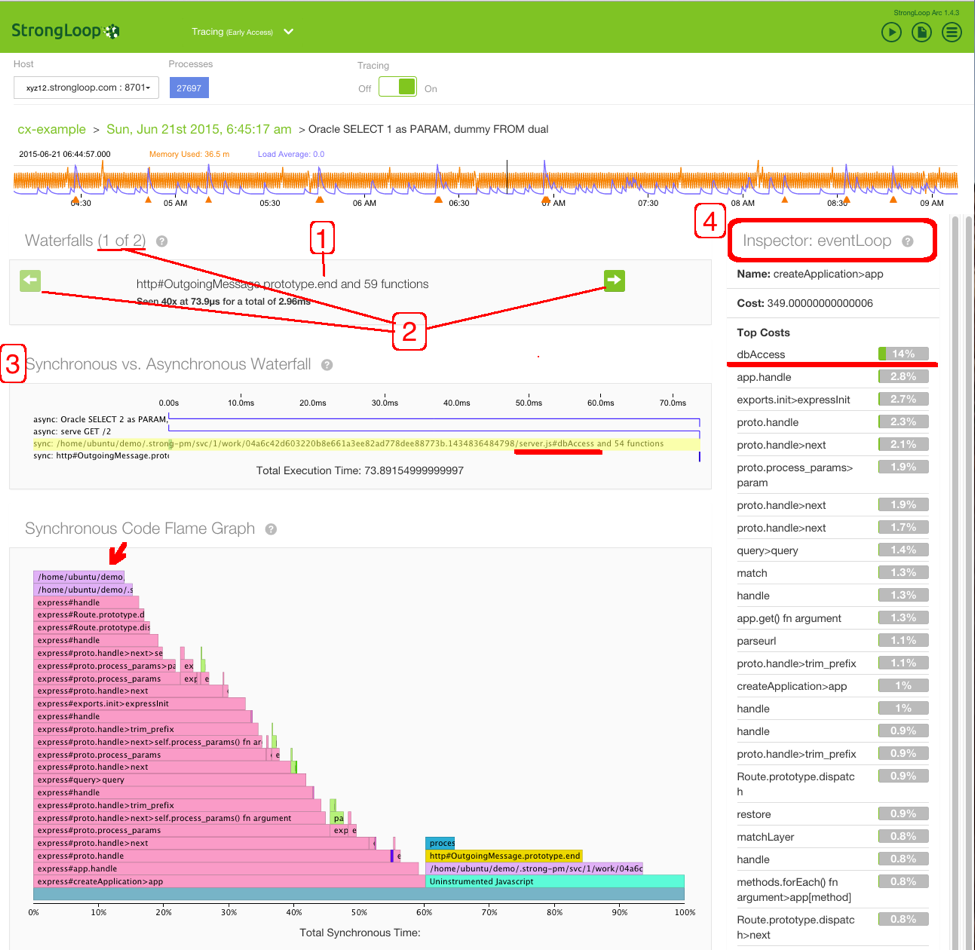 StrongLoop Arc 1.4.3
StrongLoop
Tracing (Early Access)
Host
Processes
Tracing
xyz12.strongloop.com : 8701
27697
Off
On
cx-example > Sun, Jun 21st 2015, 6:45:17 am > Oracle SELECT 1 as PARAM, dummy FROM dual
2015-06-21 06:44:57.000
Memory Used: 36.5 m
Load Average: 0.0
04:30
05 AM
05:30
06 AM
06:30
07 AM
07:30
08 AM
08:30
09 AM
Waterfalls (1 of 2) ?
1
http#OutgoingMessage.prototype.end and 59 functions
Seen 40x at 73.9µs for a total of 2.96ms
2
3
Synchronous vs. Asynchronous Waterfall ?
0.00s
10.0ms
20.0ms
30.0ms
40.0ms
50.0ms
60.0ms
70.0ms
async: Oracle SELECT 2 as PARAM,
async: serve GET /2
sync: /home/ubuntu/demo/.strong-pm/svc/1/work/04a6c42d603220b8e661a3ee82ad778dee88773b.1434836484798/server.js#dbAccess and 54 functions
sync: http#OutgoingMessage.prot
Total Execution Time: 73.89154999999997
Synchronous Code Flame Graph ?
/home/ubuntu/demo
/home/ubuntu/demo/.s
express#handle
express#Route.prototype.d
express#Route.prototype.dis
express#handle
express#proto.handle>next>se
express#proto.process_params>pa
ex
express#proto.process_params
exp
e
express#proto.handle>next
express#exports.init>expressInit
express#handle
express#proto.handle>trim_prefix
express#proto.handle>next>self.process_params() fn ar
express#proto.process_params
e
express#proto.handle>next
express#query>query
express#handle
express#proto.handle>trim_prefix
express#proto.handle>next>self.process_params() fn argument
pa
express#proto.process_params
exp
e
express#proto.handle>next
proces
express#proto.handle
e
http#OutgoingMessage.prototype.end
express#app.handle
/home/ubuntu/demo/.strong-pm/svc/1/work/04a6c
express#createApplication>app
Uninstrumented Javascript
0%
10%
20%
30%
40%
50%
60%
70%
80%
90%
100%
Total Synchronous Time:
4
Inspector: eventLoop ?
Name: createApplication>app
Cost: 349.00000000000006
Top Costs
dbAccess 14%
app.handle 2.8%
exports.init>expressInit 2.7%
proto.handle 2.3%
proto.handle>next 2.1%
proto.process_params> 1.9%
param
proto.handle>next 1.9%
proto.handle>next 1.7%
query>query 1.4%
match 1.3%
handle 1.3%
app.get() fn argument 1.3%
parseurl 1.1%
proto.handle>trim_prefix 1.1%
createApplication>app 1%
handle 1%
handle 0.9%
proto.handle>trim_prefix 0.9%
Route.prototype.dispatc 0.9%
h
restore 0.9%
matchLayer 0.8%
handle 0.8%
methods.forEach() fn 0.8%
argument>app[method]
Route.prototype.dispatc 0.8%
h>next